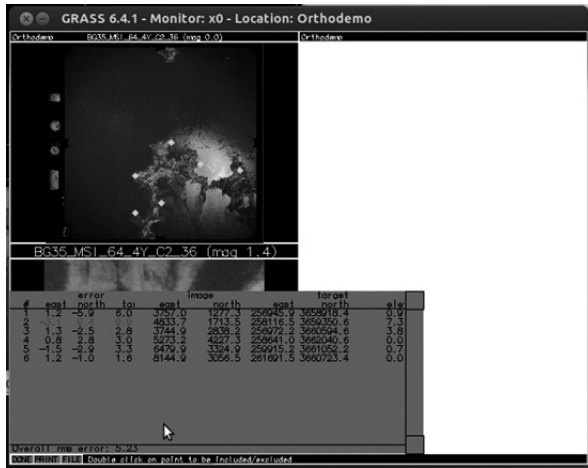 GRASS 6.4.1 - Monitor: x0 - Location: Orthodemo
Orthodemo BG35_MSI_64_4Y_C2_36 (mag 0.0) Orthodemo
BG35_MSI_64_4Y_C2_36 (mag 1.4)
error image target
# east north east north east north
1 1.2 -5.9 6.0 3757.0 1277.3 256945.9 3658918.4 0.9
4833.7 1713.5 258116.5 3659350.6 7.3
3 1.3 -2.5 2.8 3744.9 2838.2 256972.2 3660594.6 3.8
4 0.8 2.8 3.0 5273.2 4227.3 258641.0 3662040.6 0.0
5 -1.5 -2.9 3.3 6479.9 3324.9 259915.2 3661052.2 0.7
6 1.2 -1.0 1.6 8144.9 3056.5 261691.5 3660723.4 0.0
Overall rms error: 5.23
DONE PRINT FILE Double click on point to be included/excluded